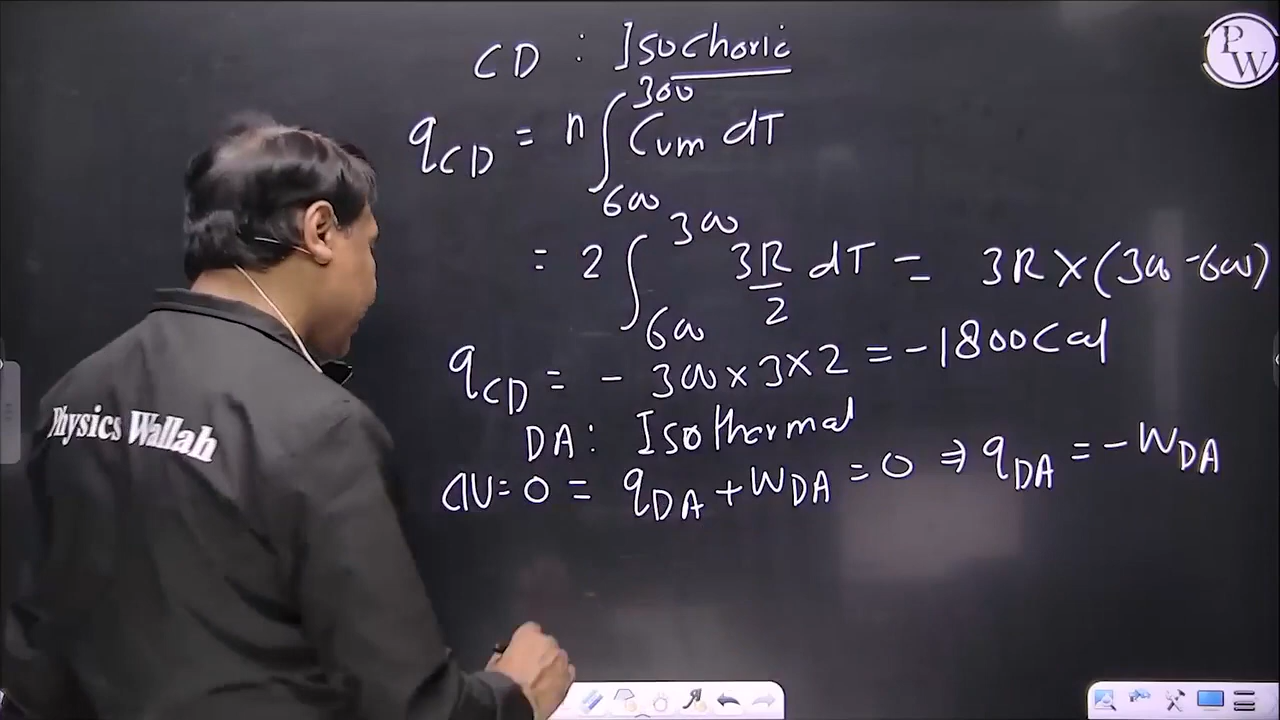 CD : Isochoric
q_CD = n ∫_600^300 Cvm dT
= 2 ∫_600^300 3R/2 dT = 3R × (300 - 600)
q_CD = - 300 × 3 × 2 = -1800 Cal
DA : Isothermal
ΔU = 0 = q_DA + W_DA = 0 ⇒ q_DA = - W_DA
Physics Wallah
PW